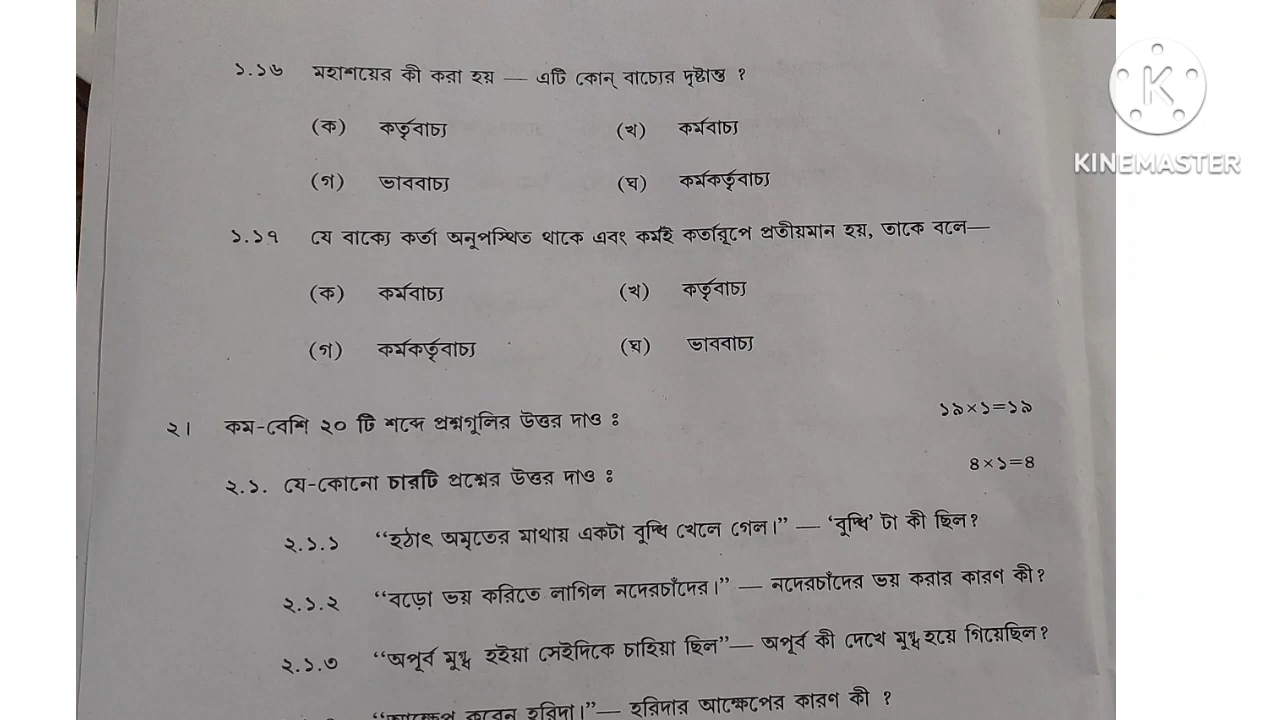 ১.১৬ মহাশয়ের কী করা হয় — এটি কোন্ বাচ্যের দৃষ্টান্ত ?
(ক) কর্তৃবাচ্য (খ) কর্মবাচ্য
(গ) ভাববাচ্য (ঘ) কর্মকর্তৃবাচ্য
১.১৭ যে বাক্যে কর্তা অনুপস্থিত থাকে এবং কর্মই কর্তারূপে প্রতীয়মান হয়, তাকে বলে—
(ক) কর্মবাচ্য (খ) কর্তৃবাচ্য
(গ) কর্মকর্তৃবাচ্য (ঘ) ভাববাচ্য
২। কম-বেশি ২০ টি শব্দে প্রশ্নগুলির উত্তর দাও : ১৯×১=১৯
২.১. যে-কোনো চারটি প্রশ্নের উত্তর দাও : ৪×১=৪
২.১.১ “হঠাৎ অমৃতের মাথায় একটা বুদ্ধি খেলে গেল।” — ‘বুদ্ধি’ টা কী ছিল ?
২.১.২ “বড়ো ভয় করিতে লাগিল নদেরচাঁদের।” — নদেরচাঁদের ভয় করার কারণ কী ?
২.১.৩ “অপূর্ব মুগ্ধ হইয়া সেইদিকে চাহিয়া ছিল” — অপূর্ব কী দেখে মুগ্ধ হয়ে গিয়েছিল ?
“আক্ষেপ করেন হরিদা।” — হরিদার আক্ষেপের কারণ কী ?
KINEMASTER